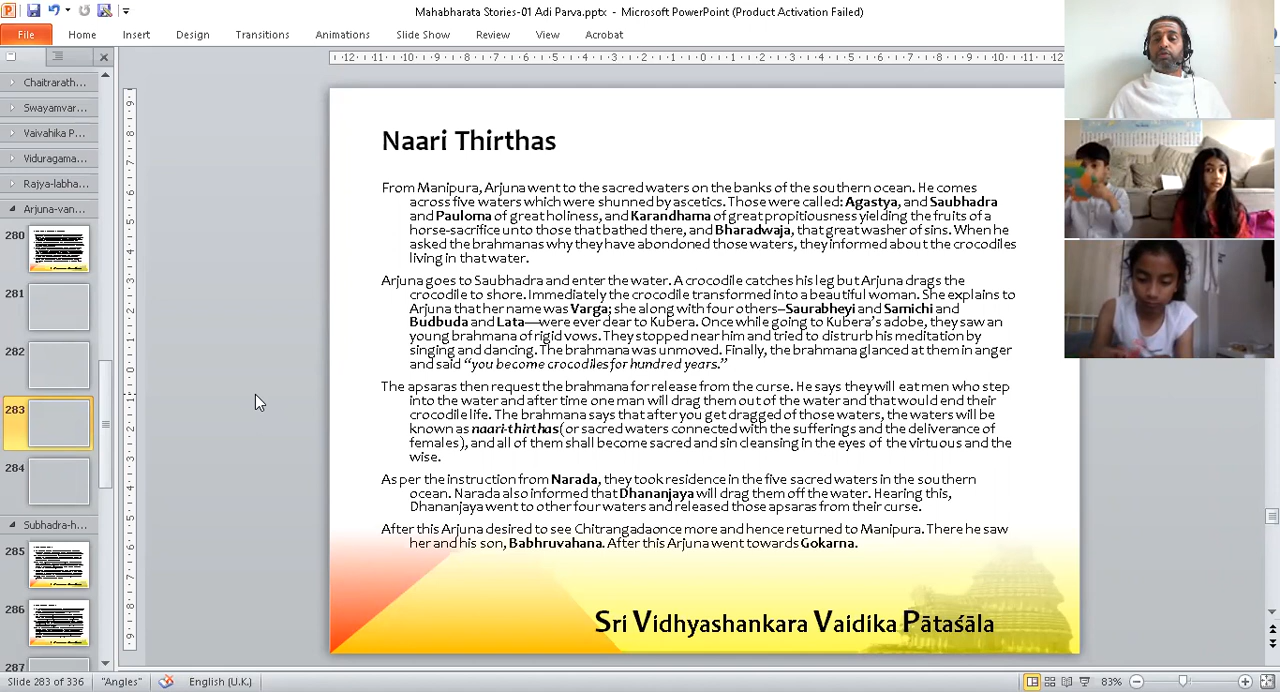 Mahabharata Stories-01 Adi Parva.pptx - Microsoft PowerPoint (Product Activation Failed)
File Home Insert Design Transitions Animations Slide Show Review View Acrobat
Chaitrarath...
Swayamvar...
Vaivahika P...
Viduragama...
Rajya-labha...
Arjuna-van...
280
281
282
283
284
Subhadra-h...
285
286
287
Naari Thirthas
From Manipura, Arjuna went to the sacred waters on the banks of the southern ocean. He comes
across five waters which were shunned by ascetics. Those were called: Agastya, and Saubhadra
and Pauloma of great holiness, and Karandhama of great propitiousness yielding the fruits of a
horse-sacrifice unto those that bathed there, and Bharadwaja, that great washer of sins. When he
asked the brahmanas why they have abondoned those waters, they informed about the crocodiles
living in that water.
Arjuna goes to Saubhadra and enter the water. A crocodile catches his leg but Arjuna drags the
crocodile to shore. Immediately the crocodile transformed into a beautiful woman. She explains to
Arjuna that her name was Varga; she along with four others–Saurabheyi and Samichi and
Budbuda and Lata—were ever dear to Kubera. Once while going to Kubera's adobe, they saw an
young brahmana of rigid vows. They stopped near him and tried to distrurb his meditation by
singing and dancing. The brahmana was unmoved. Finally, the brahmana glanced at them in anger
and said “you become crocodiles for hundred years.”
The apsaras then request the brahmana for release from the curse. He says they will eat men who step
into the water and after time one man will drag them out of the water and that would end their
crocodile life. The brahmana says that after you get dragged of those waters, the waters will be
known as naari-thirthas(or sacred waters connected with the sufferings and the deliverance of
females), and all of them shall become sacred and sin cleansing in the eyes of the virtuous and the
wise.
As per the instruction from Narada, they took residence in the five sacred waters in the southern
ocean. Narada also informed that Dhananjaya will drag them off the water. Hearing this,
Dhananjaya went to other four waters and released those apsaras from their curse.
After this Arjuna desired to see Chitrangadaonce more and hence returned to Manipura. There he saw
her and his son, Babhruvahana. After this Arjuna went towards Gokarna.
Sri Vidhyashankara Vaidika Pātaśāla
Slide 283 of 336 "Angles" English (U.K.) 83%